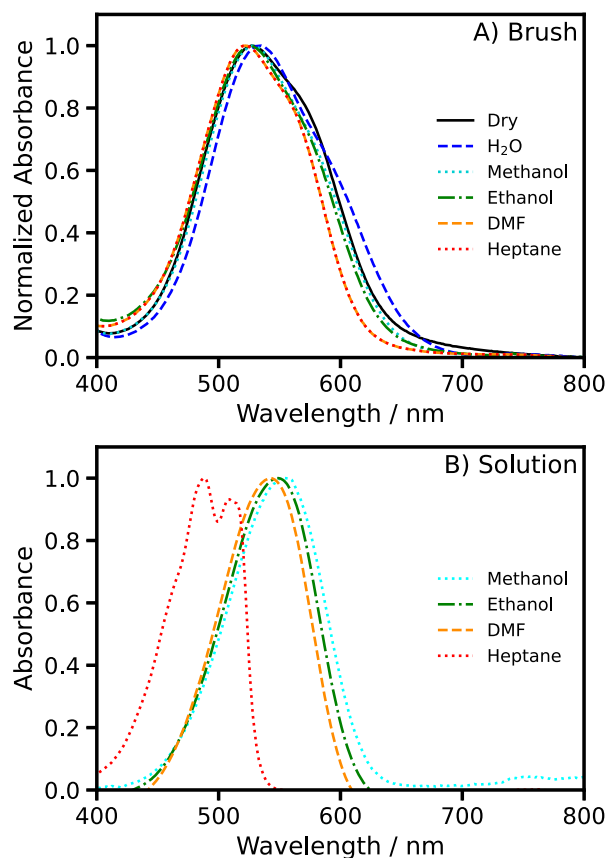 A) Brush
Normalized Absorbance
1.0
0.8
0.6
0.4
0.2
0.0
Dry
H₂O
Methanol
Ethanol
DMF
Heptane
400 500 600 700 800
Wavelength / nm
B) Solution
Absorbance
1.0
0.8
0.6
0.4
0.2
0.0
Methanol
Ethanol
DMF
Heptane
400 500 600 700 800
Wavelength / nm